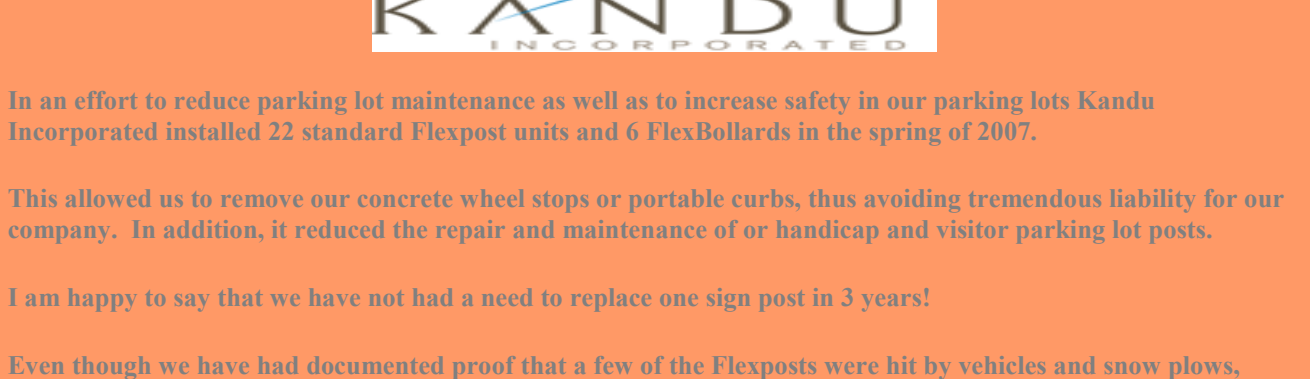 KANDU
INCORPORATED
In an effort to reduce parking lot maintenance as well as to increase safety in our parking lots Kandu
Incorporated installed 22 standard Flexpost units and 6 FlexBollards in the spring of 2007.
This allowed us to remove our concrete wheel stops or portable curbs, thus avoiding tremendous liability for our
company.  In addition, it reduced the repair and maintenance of or handicap and visitor parking lot posts.
I am happy to say that we have not had a need to replace one sign post in 3 years!
Even though we have had documented proof that a few of the Flexposts were hit by vehicles and snow plows,